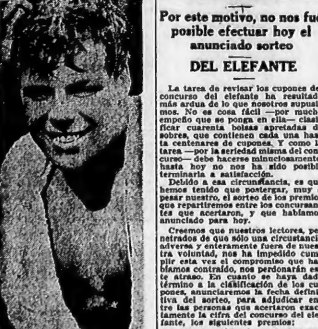 Por este motivo, no nos fué
posible efectuar hoy el
anunciado sorteo
DEL ELEFANTE
La tarea de revisar los cupones del
concurso del elefante ha resultado
más ardua de lo que nosotros supusi-
mos. No es cosa fácil —por mucho
empeño que se ponga en ella— clasi-
ficar cuarenta bolsas apretadas de
sobres, que contienen cada una has-
ta centenares de cupones. Y como la
tarea —por la seriedad misma del con-
curso— debe hacerse minuciosamente
hasta hoy no nos ha sido posible
terminarla a satisfacción.
Debido a esa circunstancia, es que
hemos tenido que postergar, muy a
pesar nuestro, el sorteo de los premios
que repartiremos entre los concursan-
tes que acertaron, y que habíamos
anunciado para hoy.
Creemos que nuestros lectores, pe-
netrados de que sólo una circunstancia
adversa y enteramente fuera de nues-
tra voluntad, nos ha impedido cum-
plir esta vez el compromiso que ha-
bíamos contraído, nos perdonarán es-
te atraso. En cuanto se haya dado
término a la clasificación de los cu-
pones, anunciaremos la fecha defini-
tiva del sorteo, para adjudicar en-
tre las personas que acertaron exac-
tamente la cifra del concurso del ele-
fante, los siguientes premios: